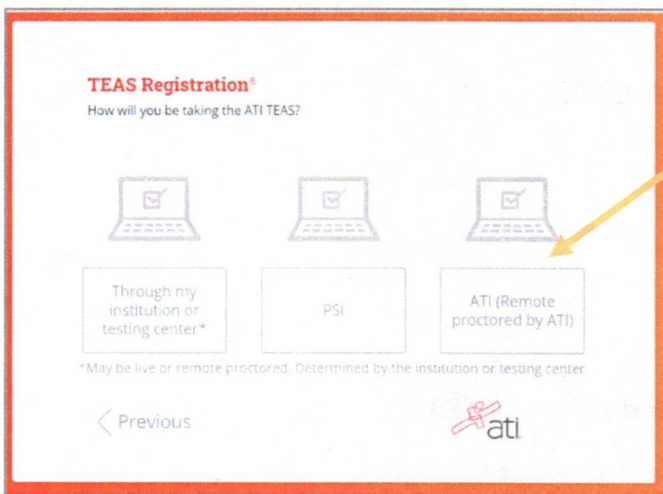 TEAS Registration®
How will you be taking the ATI TEAS?
Through my
institution or
testing center*
PSI
ATI (Remote
proctored by ATI)
*May be live or remote proctored. Determined by the institution or testing center.
Previous
ati